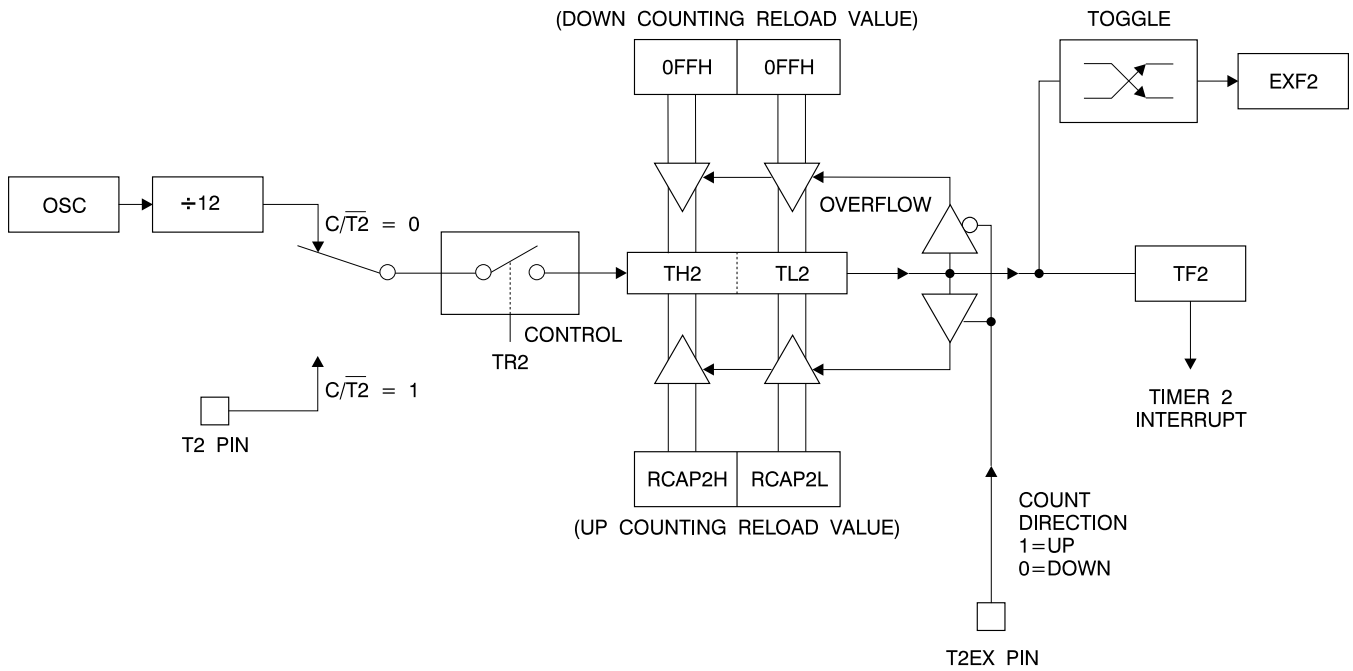 (DOWN COUNTING RELOAD VALUE)
TOGGLE
0FFH
0FFH
EXF2
OSC
÷12
C/T2̅ = 0
OVERFLOW
TH2
TL2
TF2
CONTROL
TR2
C/T2̅ = 1
T2 PIN
TIMER 2
INTERRUPT
RCAP2H
RCAP2L
(UP COUNTING RELOAD VALUE)
COUNT
DIRECTION
1=UP
0=DOWN
T2EX PIN